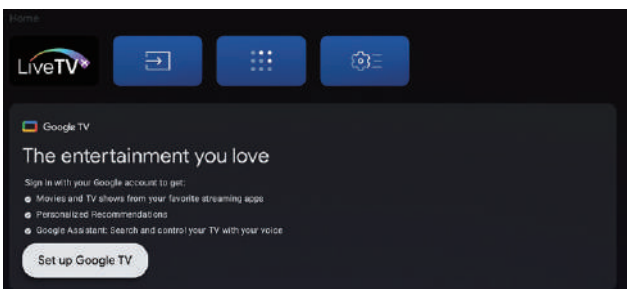 Home
LiveTV
Google TV
The entertainment you love
Sign in with your Google account to get:
Movies and TV shows from your favorite streaming apps
Personalized Recommendations
Google Assistant: Search and control your TV with your voice
Set up Google TV